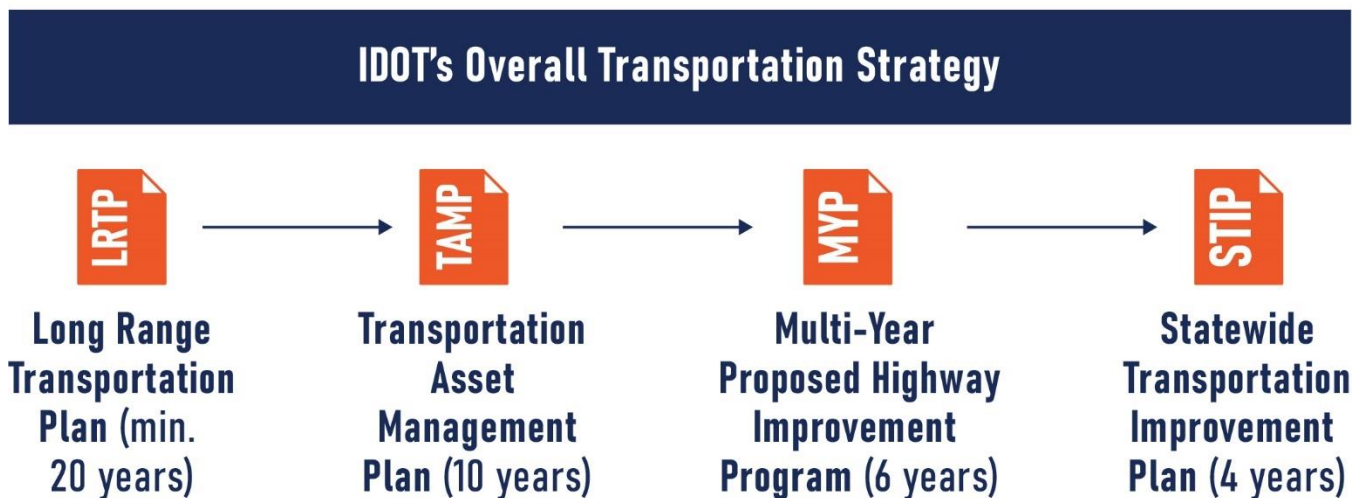 IDOT's Overall Transportation Strategy
LRTP
Long Range
Transportation
Plan (min.
20 years)
TAMP
Transportation
Asset
Management
Plan (10 years)
MYP
Multi-Year
Proposed Highway
Improvement
Program (6 years)
STIP
Statewide
Transportation
Improvement
Plan (4 years)